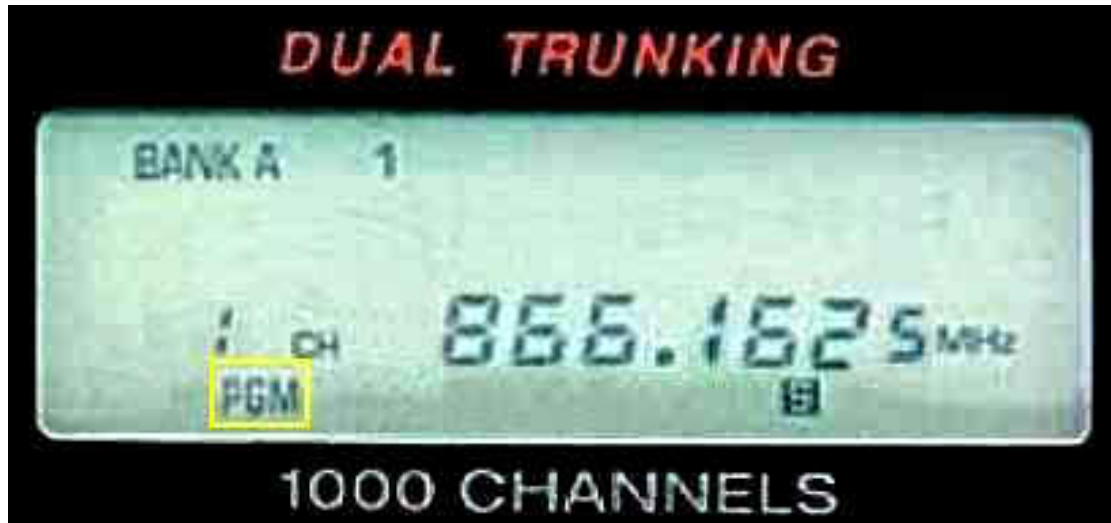 DUAL TRUNKING
BANK A 1
1 CH 866.1625 MHz
PGM S
1000 CHANNELS